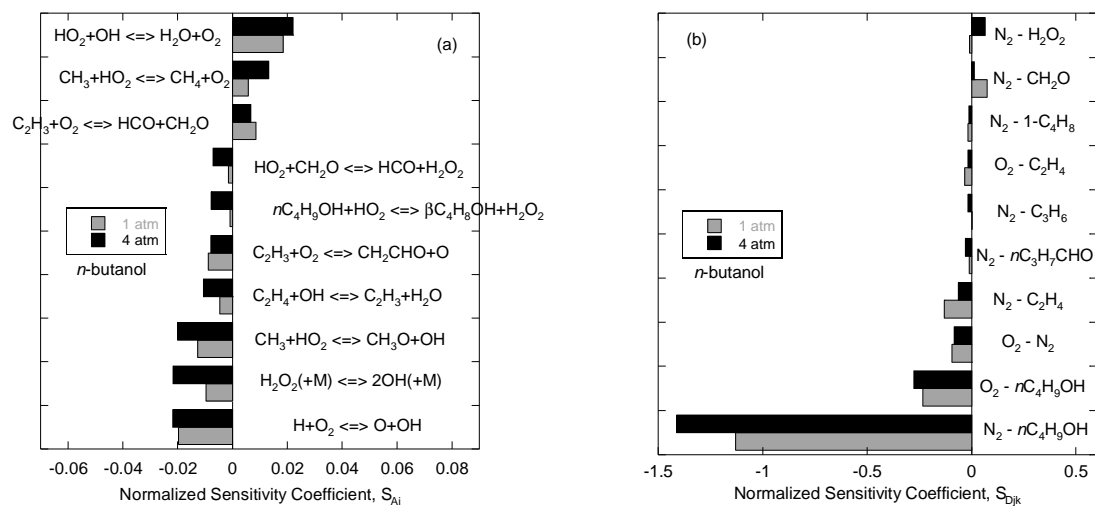 (a)
HO₂+OH <=> H₂O+O₂
CH₃+HO₂ <=> CH₄+O₂
C₂H₃+O₂ <=> HCO+CH₂O
HO₂+CH₂O <=> HCO+H₂O₂
nC₄H₉OH+HO₂ <=> βC₄H₈OH+H₂O₂
C₂H₃+O₂ <=> CH₂CHO+O
C₂H₄+OH <=> C₂H₃+H₂O
CH₃+HO₂ <=> CH₃O+OH
H₂O₂(+M) <=> 2OH(+M)
H+O₂ <=> O+OH
1 atm
4 atm
n-butanol
-0.06 -0.04 -0.02 0 0.02 0.04 0.06 0.08
Normalized Sensitivity Coefficient, S_Ai
(b)
N₂ - H₂O₂
N₂ - CH₂O
N₂ - 1-C₄H₈
O₂ - C₂H₄
N₂ - C₃H₆
N₂ - nC₃H₇CHO
N₂ - C₂H₄
O₂ - N₂
O₂ - nC₄H₉OH
N₂ - nC₄H₉OH
1 atm
4 atm
n-butanol
-1.5 -1 -0.5 0 0.5
Normalized Sensitivity Coefficient, S_Djk